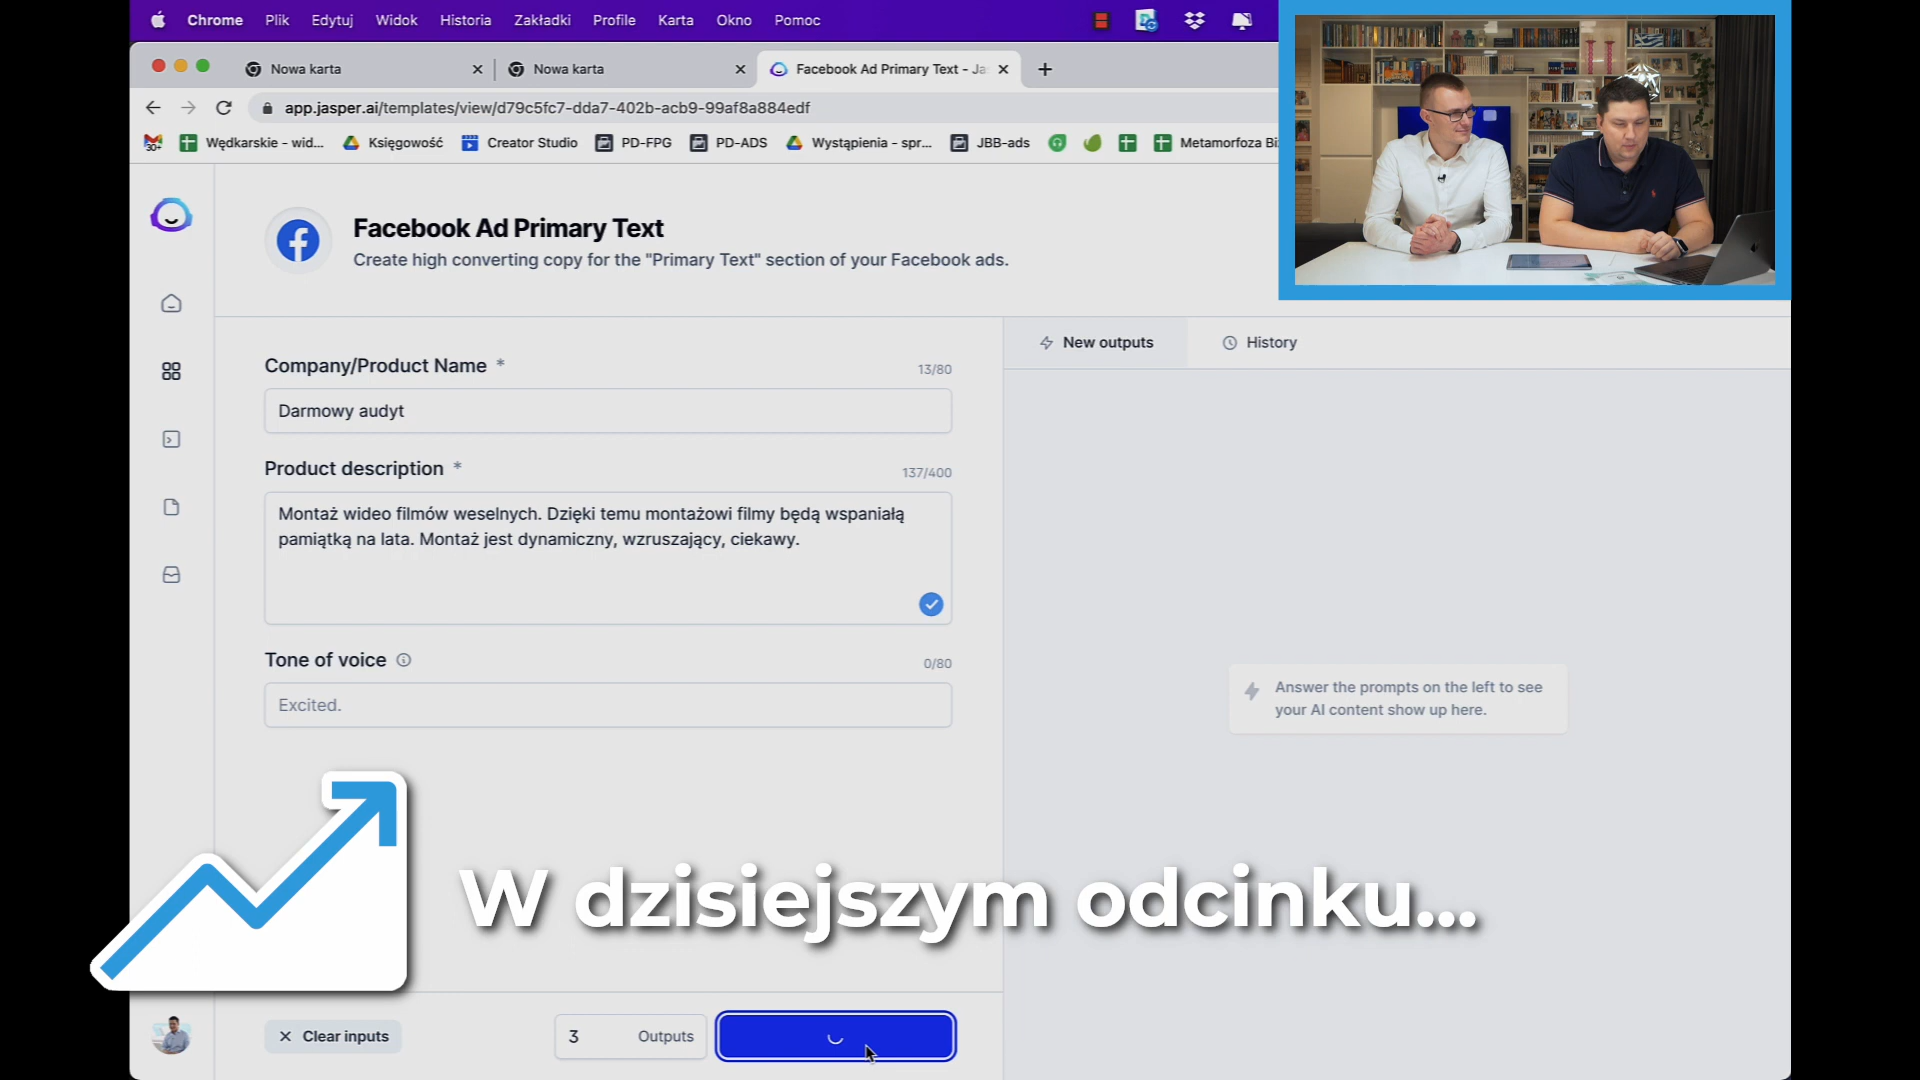 Chrome Plik Edytuj Widok Historia Zakładki Profile Karta Okno Pomoc
Nowa karta
Nowa karta
Facebook Ad Primary Text - Ja
app.jasper.ai/templates/view/d79c5fc7-dda7-402b-acb9-99af8a884edf
30+
Wędkarskie - wid...
Księgowość
Creator Studio
PD-FPG
PD-ADS
Wystąpienia - spr...
JBB-ads
Metamorfoza Bi
Facebook Ad Primary Text
Create high converting copy for the "Primary Text" section of your Facebook ads.
New outputs
History
Company/Product Name *
13/80
Darmowy audyt
Product description *
137/400
Montaż wideo filmów weselnych. Dzięki temu montażowi filmy będą wspaniałą
pamiątką na lata. Montaż jest dynamiczny, wzruszający, ciekawy.
Tone of voice
0/80
Excited.
Answer the prompts on the left to see
your AI content show up here.
W dzisiejszym odcinku...
Clear inputs
3 Outputs